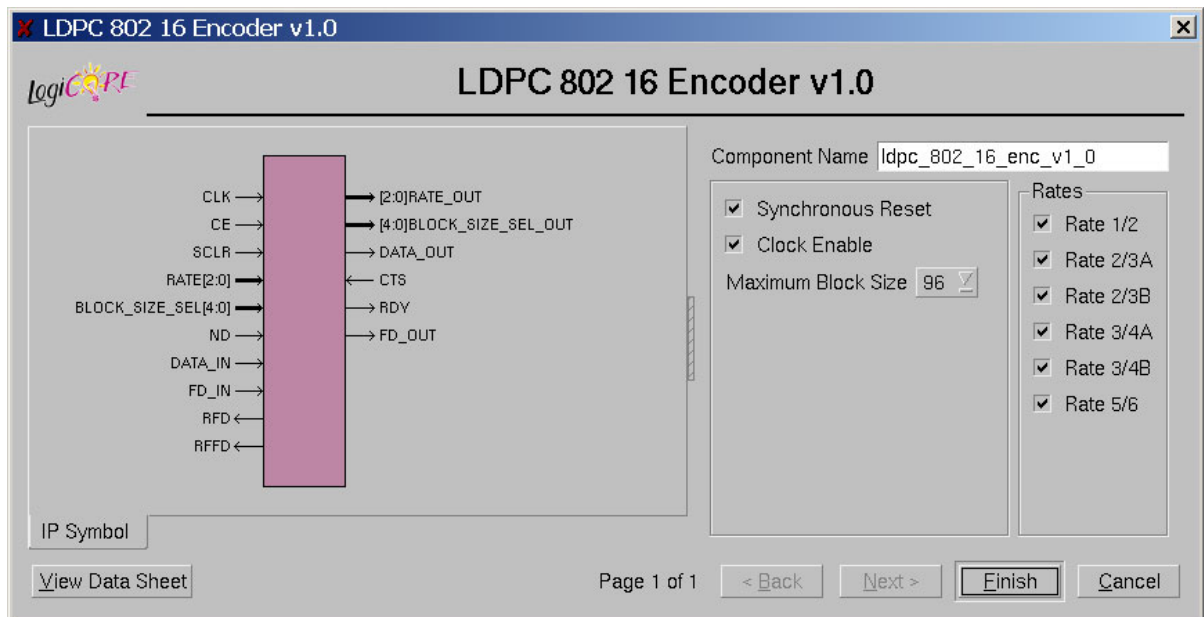 LDPC 802 16 Encoder v1.0
LogiCORE
LDPC 802 16 Encoder v1.0
CLK
CE
SCLR
RATE[2:0]
BLOCK_SIZE_SEL[4:0]
ND
DATA_IN
FD_IN
RFD
RFFD
[2:0]RATE_OUT
[4:0]BLOCK_SIZE_SEL_OUT
DATA_OUT
CTS
RDY
FD_OUT
IP Symbol
Component Name ldpc_802_16_enc_v1_0
Synchronous Reset
Clock Enable
Maximum Block Size 96
Rates
Rate 1/2
Rate 2/3A
Rate 2/3B
Rate 3/4A
Rate 3/4B
Rate 5/6
View Data Sheet
Page 1 of 1
< Back
Next >
Finish
Cancel